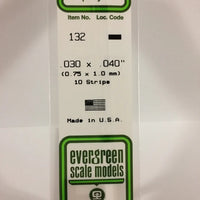 Item No. Loc. Code
132
.030 x .040"
(0.75 x 1.0 mm)
10 Strips
Made in U.S.A.
evergreen
scale models